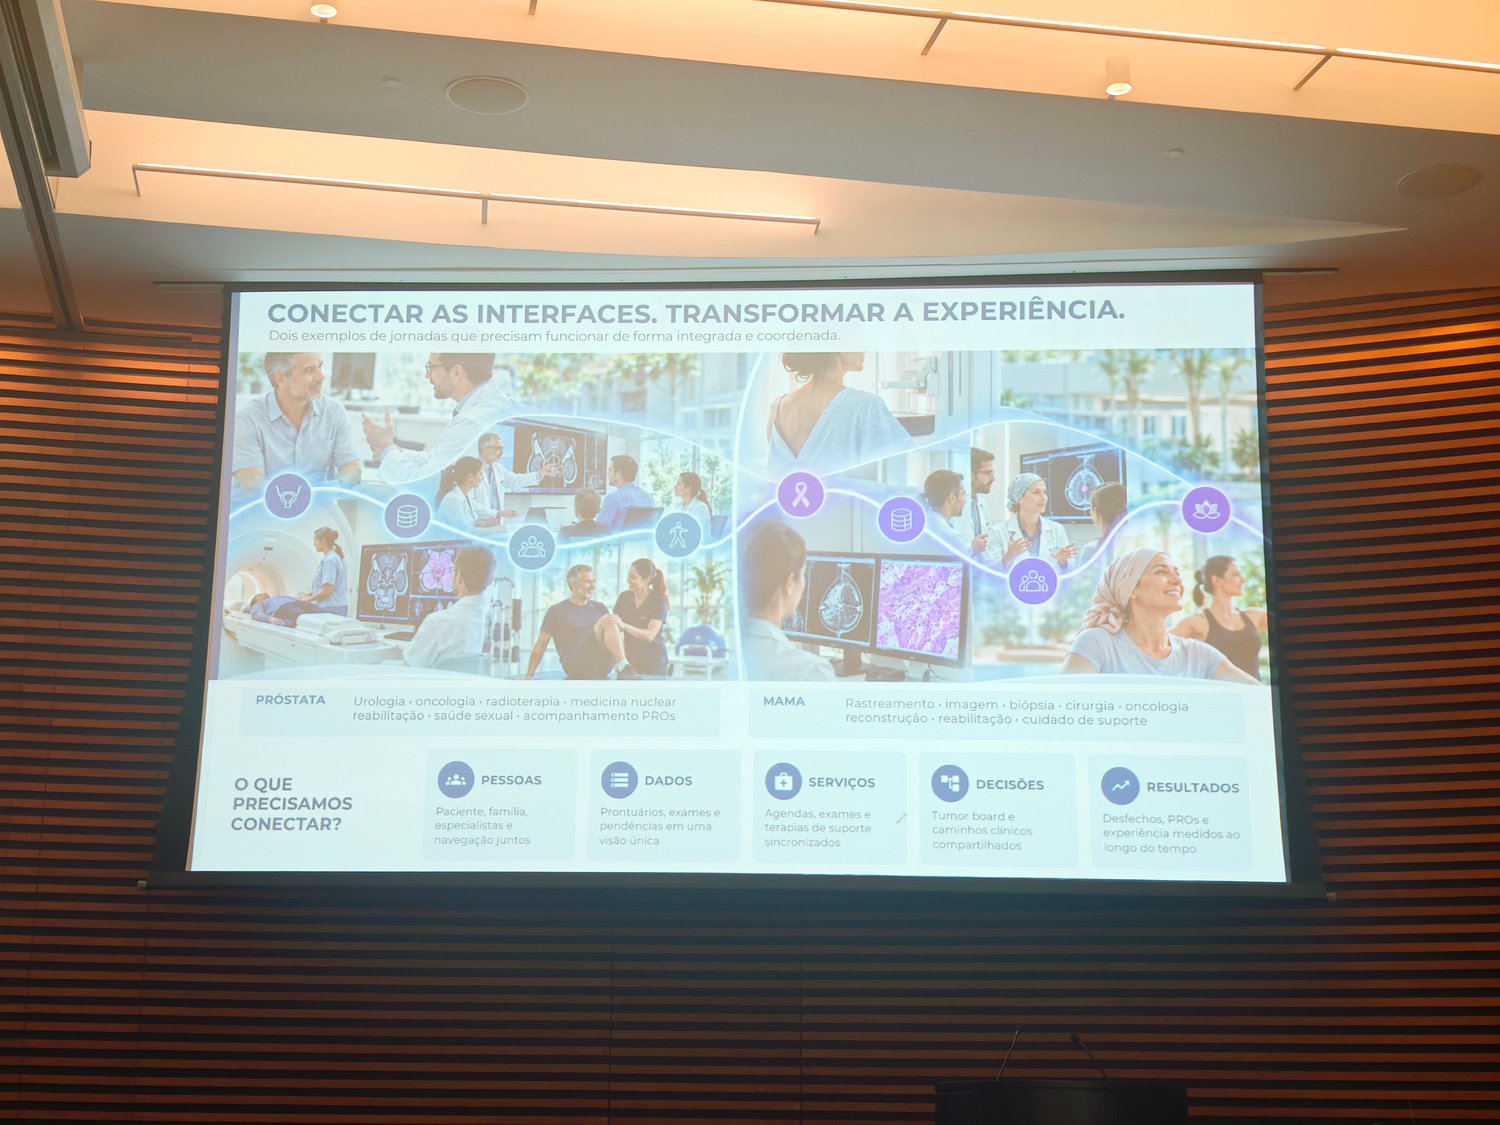 CONECTAR AS INTERFACES. TRANSFORMAR A EXPERIÊNCIA.
Dois exemplos de jornadas que precisam funcionar de forma integrada e coordenada.
PRÓSTATA
Urologia • oncologia • radioterapia • medicina nuclear
reabilitação • saúde sexual • acompanhamento PROs
MAMA
Rastreamento • imagem • biópsia • cirurgia • oncologia
reconstrução • reabilitação • cuidado de suporte
O QUE
PRECISAMOS
CONECTAR?
PESSOAS
Paciente, família,
especialistas e
navegação juntos
DADOS
Prontuários, exames e
pendências em uma
visão única
SERVIÇOS
Agendas, exames e
terapias de suporte
sincronizados
DECISÕES
Tumor board e
caminhos clínicos
compartilhados
RESULTADOS
Desfechos, PROs e
experiência medidos ao
longo do tempo